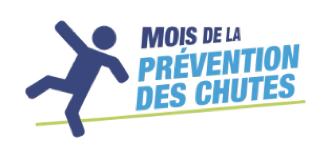 MOIS DE LA
PRÉVENTION
DES CHUTES